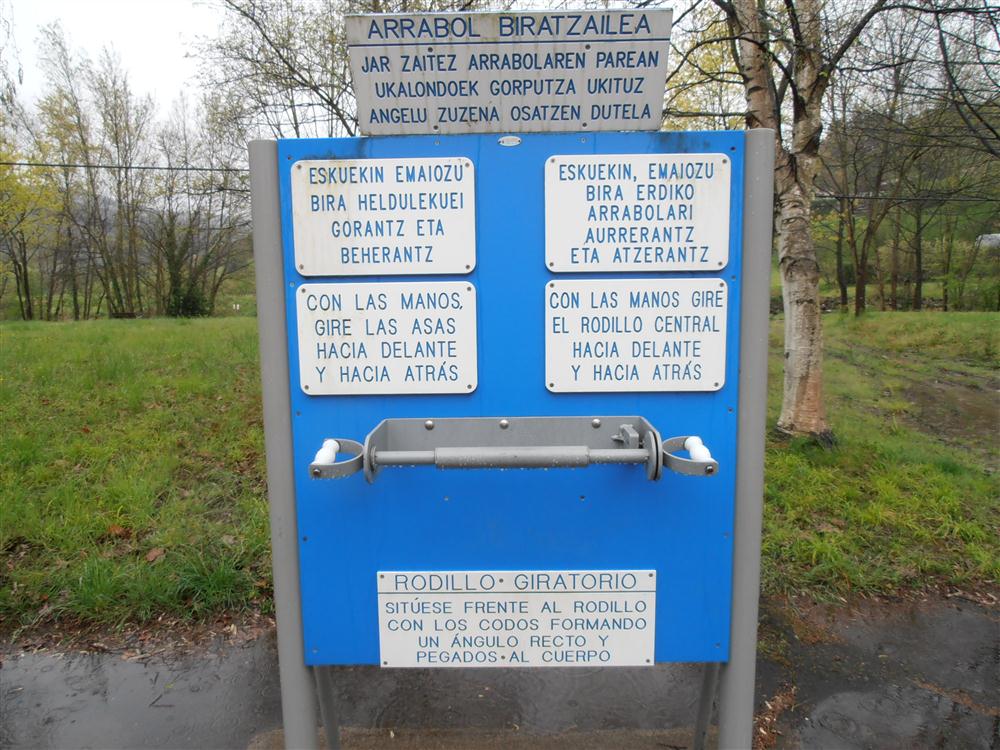 ARRABOL BIRATZAILEA
JAR ZAITEZ ARRABOLAREN PAREAN
UKALONDOEK GORPUTZA UKITUZ
ANGELU ZUZENA OSATZEN DUTELA
ESKUEKIN EMAIOZU
BIRA HELDULEKUEI
GORANTZ ETA
BEHERANTZ
ESKUEKIN, EMAIOZU
BIRA ERDIKO
ARRABOLARI
AURRERANTZ
ETA ATZERANTZ
CON LAS MANOS,
GIRE LAS ASAS
HACIA DELANTE
Y HACIA ATRÁS
CON LAS MANOS GIRE
EL RODILLO CENTRAL
HACIA DELANTE
Y HACIA ATRÁS
RODILLO GIRATORIO
SITÚESE FRENTE AL RODILLO
CON LOS CODOS FORMANDO
UN ÁNGULO RECTO Y
PEGADOS AL CUERPO